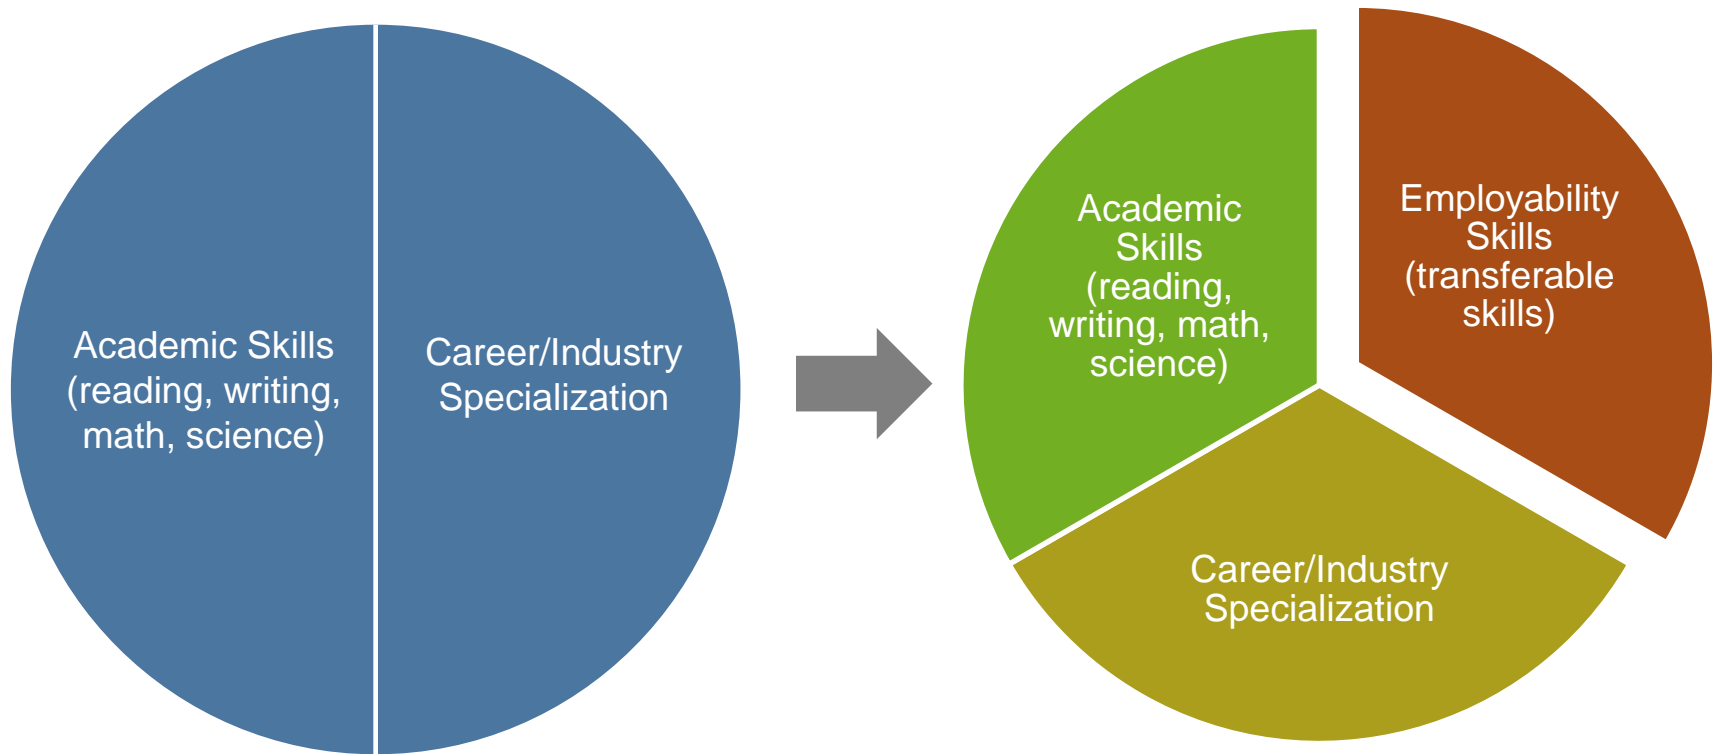 Academic Skills
(reading, writing,
math, science)
Career/Industry
Specialization
Academic
Skills
(reading,
writing, math,
science)
Employability
Skills
(transferable
skills)
Career/Industry
Specialization